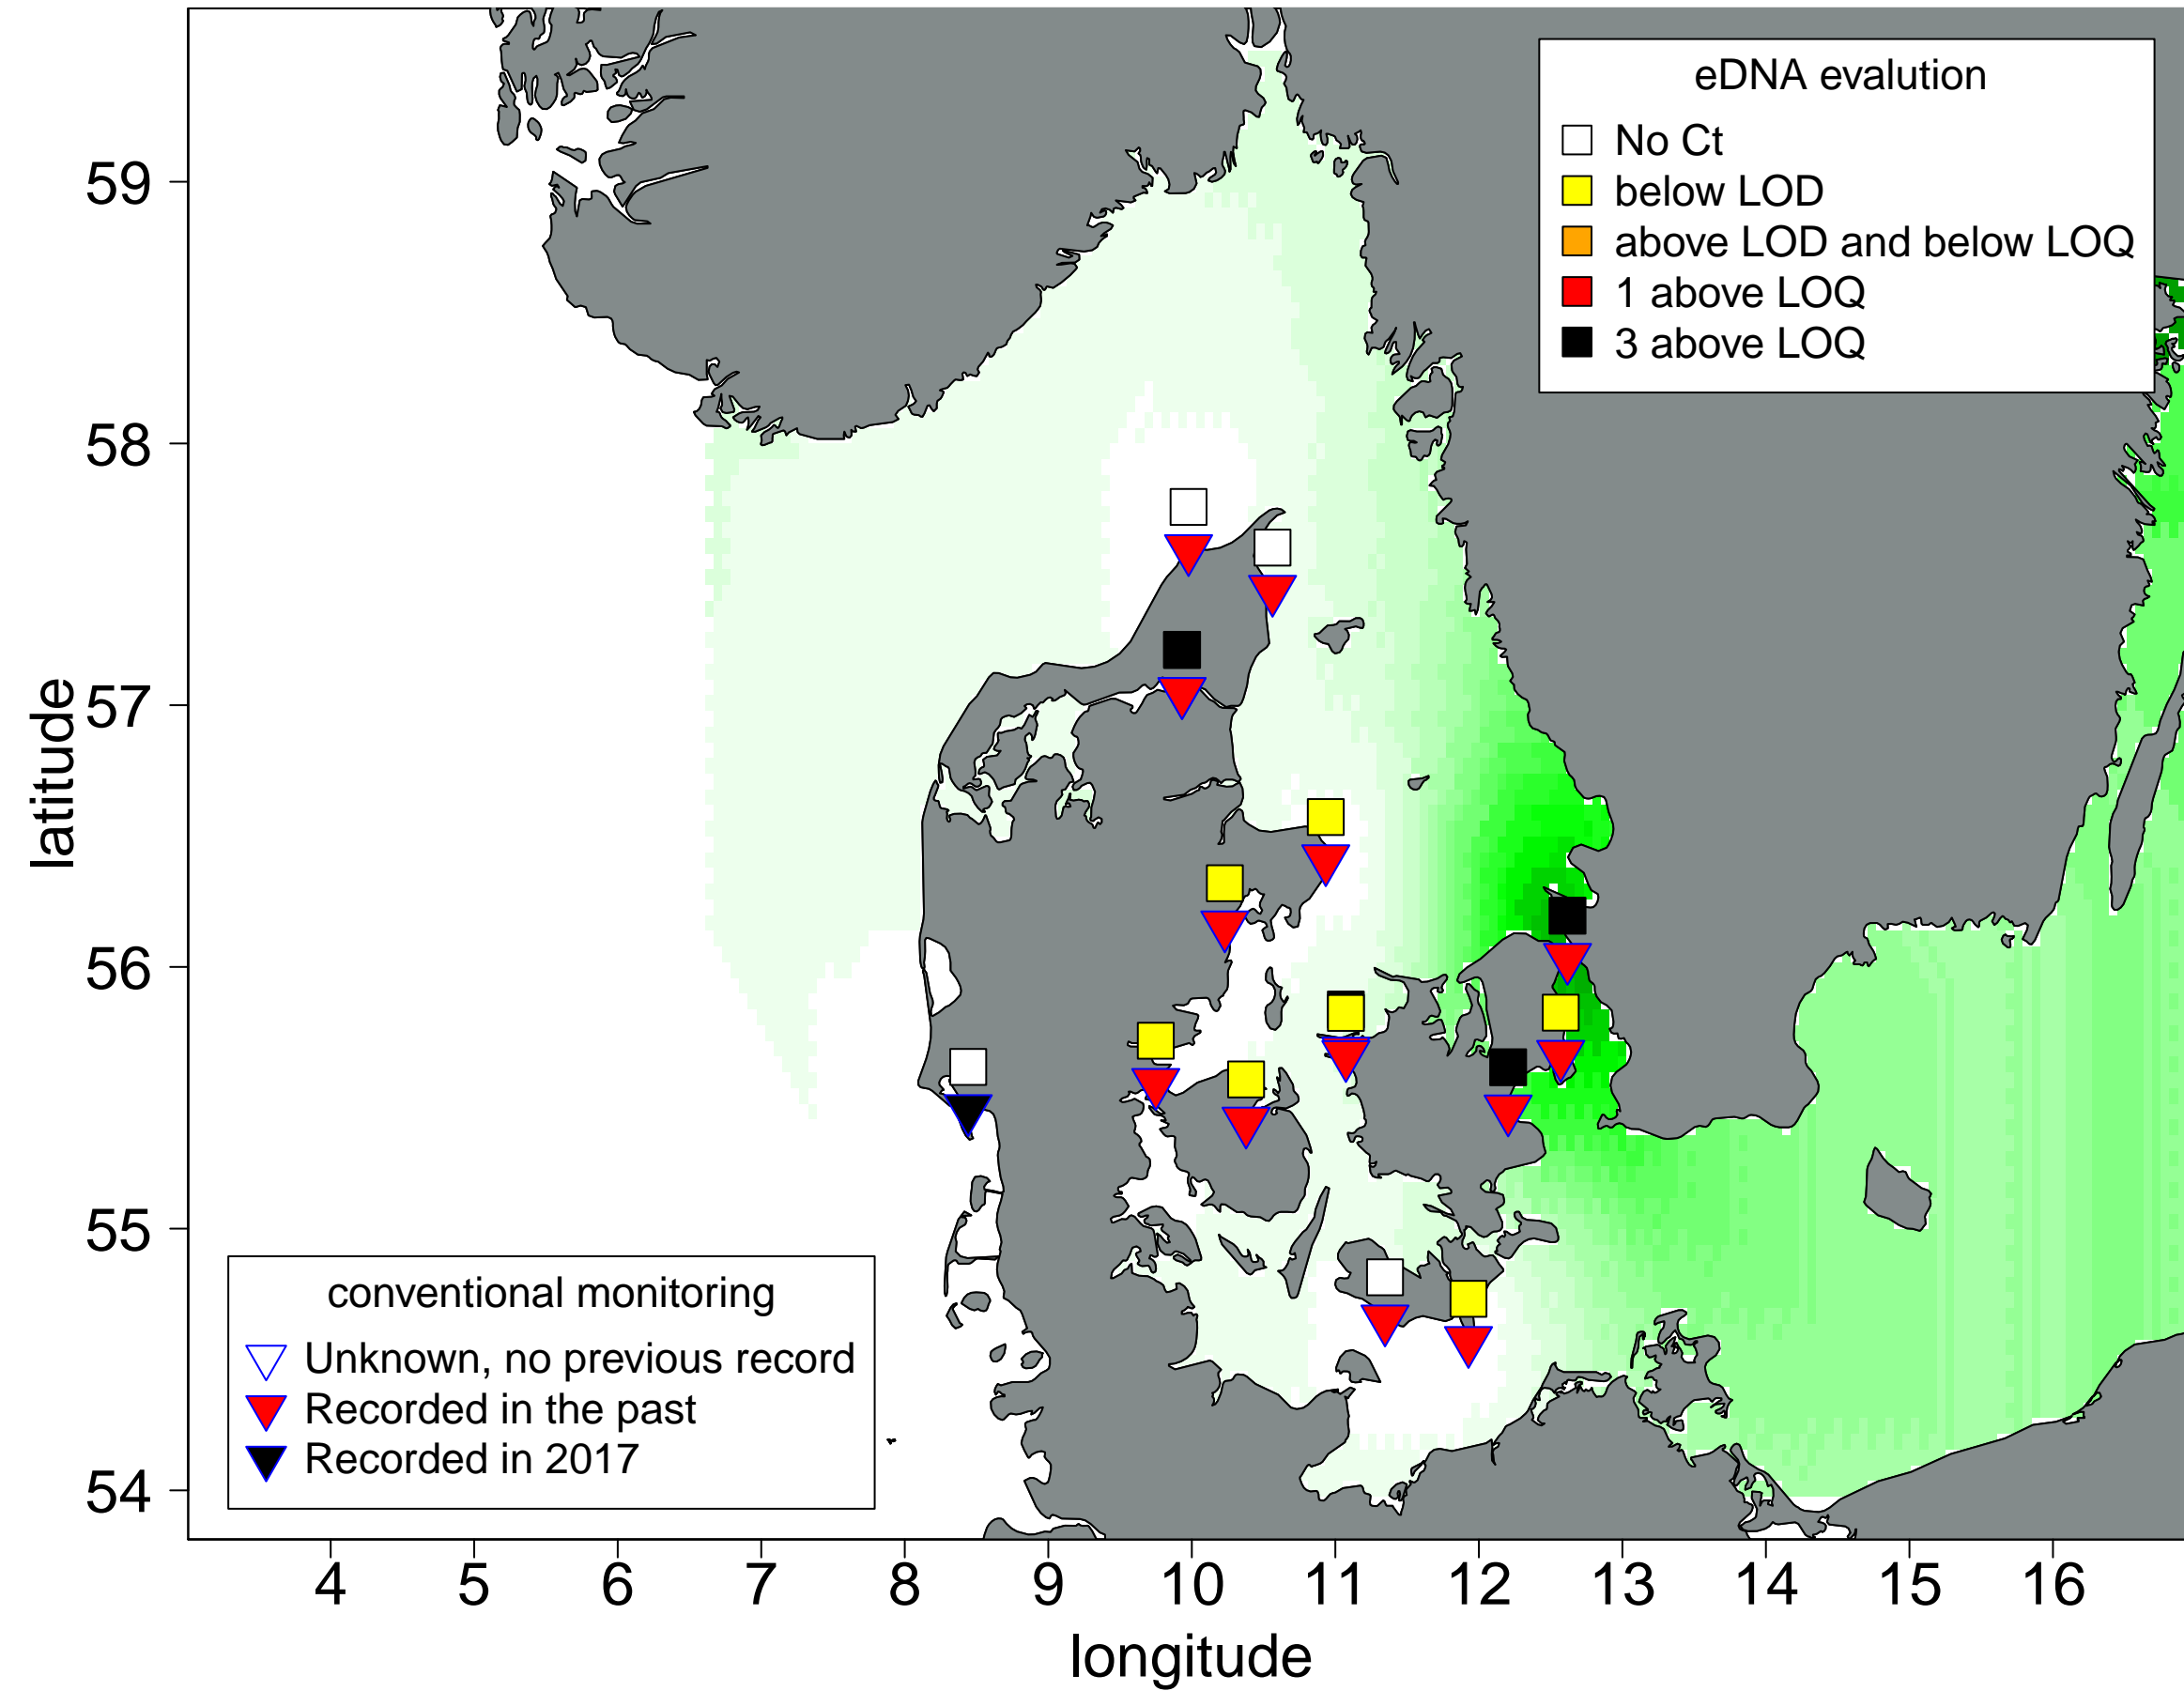 eDNA evalution
No Ct
below LOD
above LOD and below LOQ
1 above LOQ
3 above LOQ
59
58
57
56
55
54
latitude
conventional monitoring
Unknown, no previous record
Recorded in the past
Recorded in 2017
4 5 6 7 8 9 10 11 12 13 14 15 16
longitude